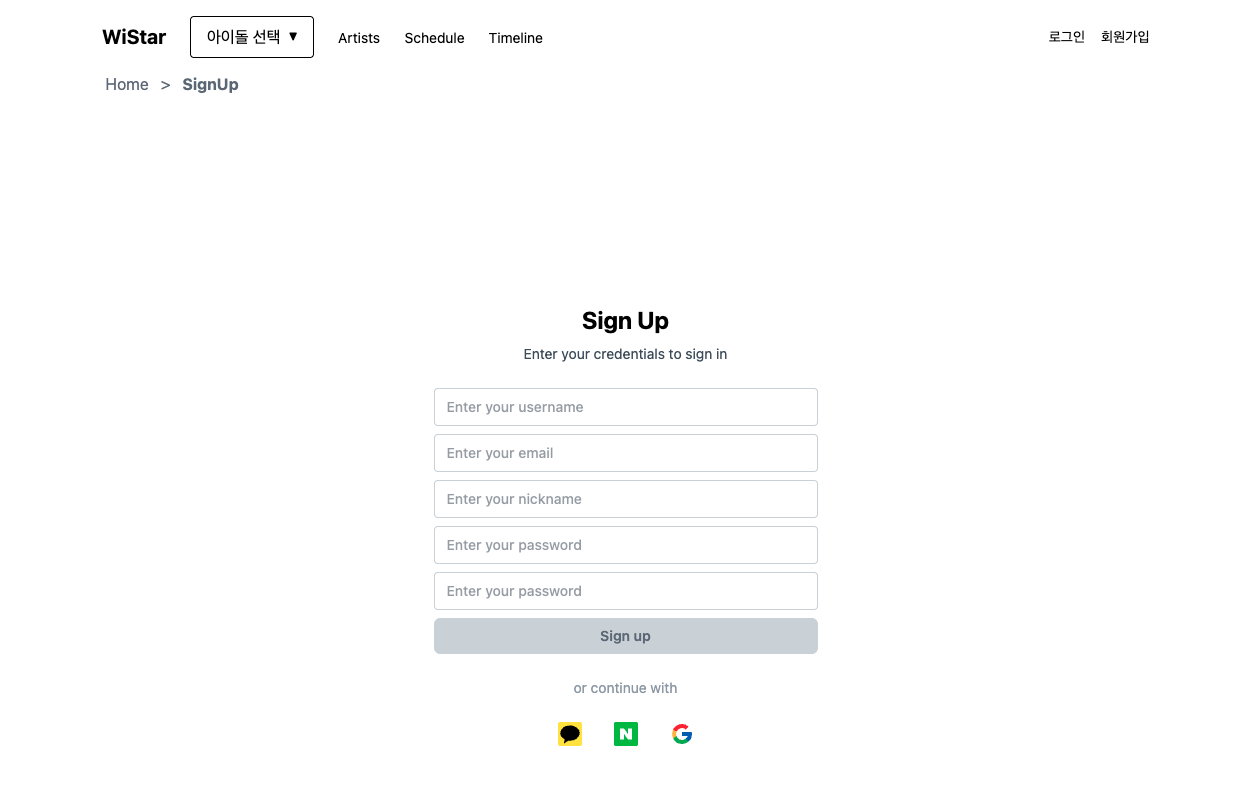 WiStar 아이돌 선택 ▼ Artists Schedule Timeline 로그인 회원가입
Home > SignUp
Sign Up
Enter your credentials to sign in
Enter your username
Enter your email
Enter your nickname
Enter your password
Enter your password
Sign up
or continue with
N G